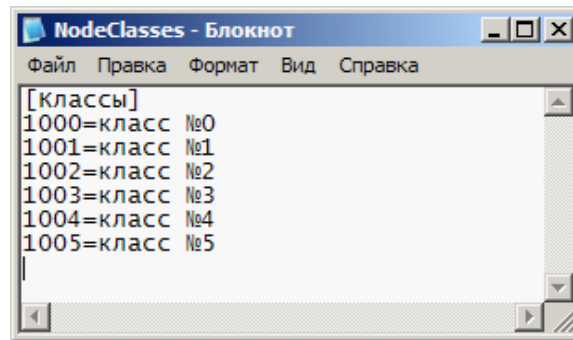 NodeClasses - Блокнот
Файл Правка Формат Вид Справка
[Классы]
1000=класс №0
1001=класс №1
1002=класс №2
1003=класс №3
1004=класс №4
1005=класс №5